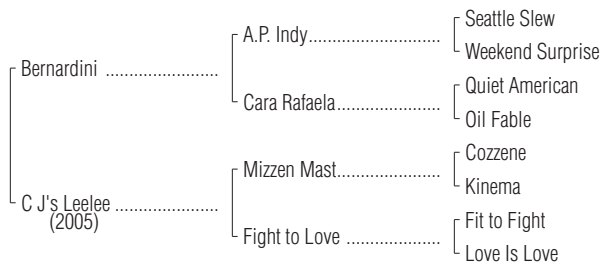 Seattle Slew
A.P. Indy
Weekend Surprise
Bernardini
Quiet American
Cara Rafaela
Oil Fable
Cozzene
Mizzen Mast
Kinema
C J's Leelee
(2005)
Fit to Fight
Fight to Love
Love Is Love